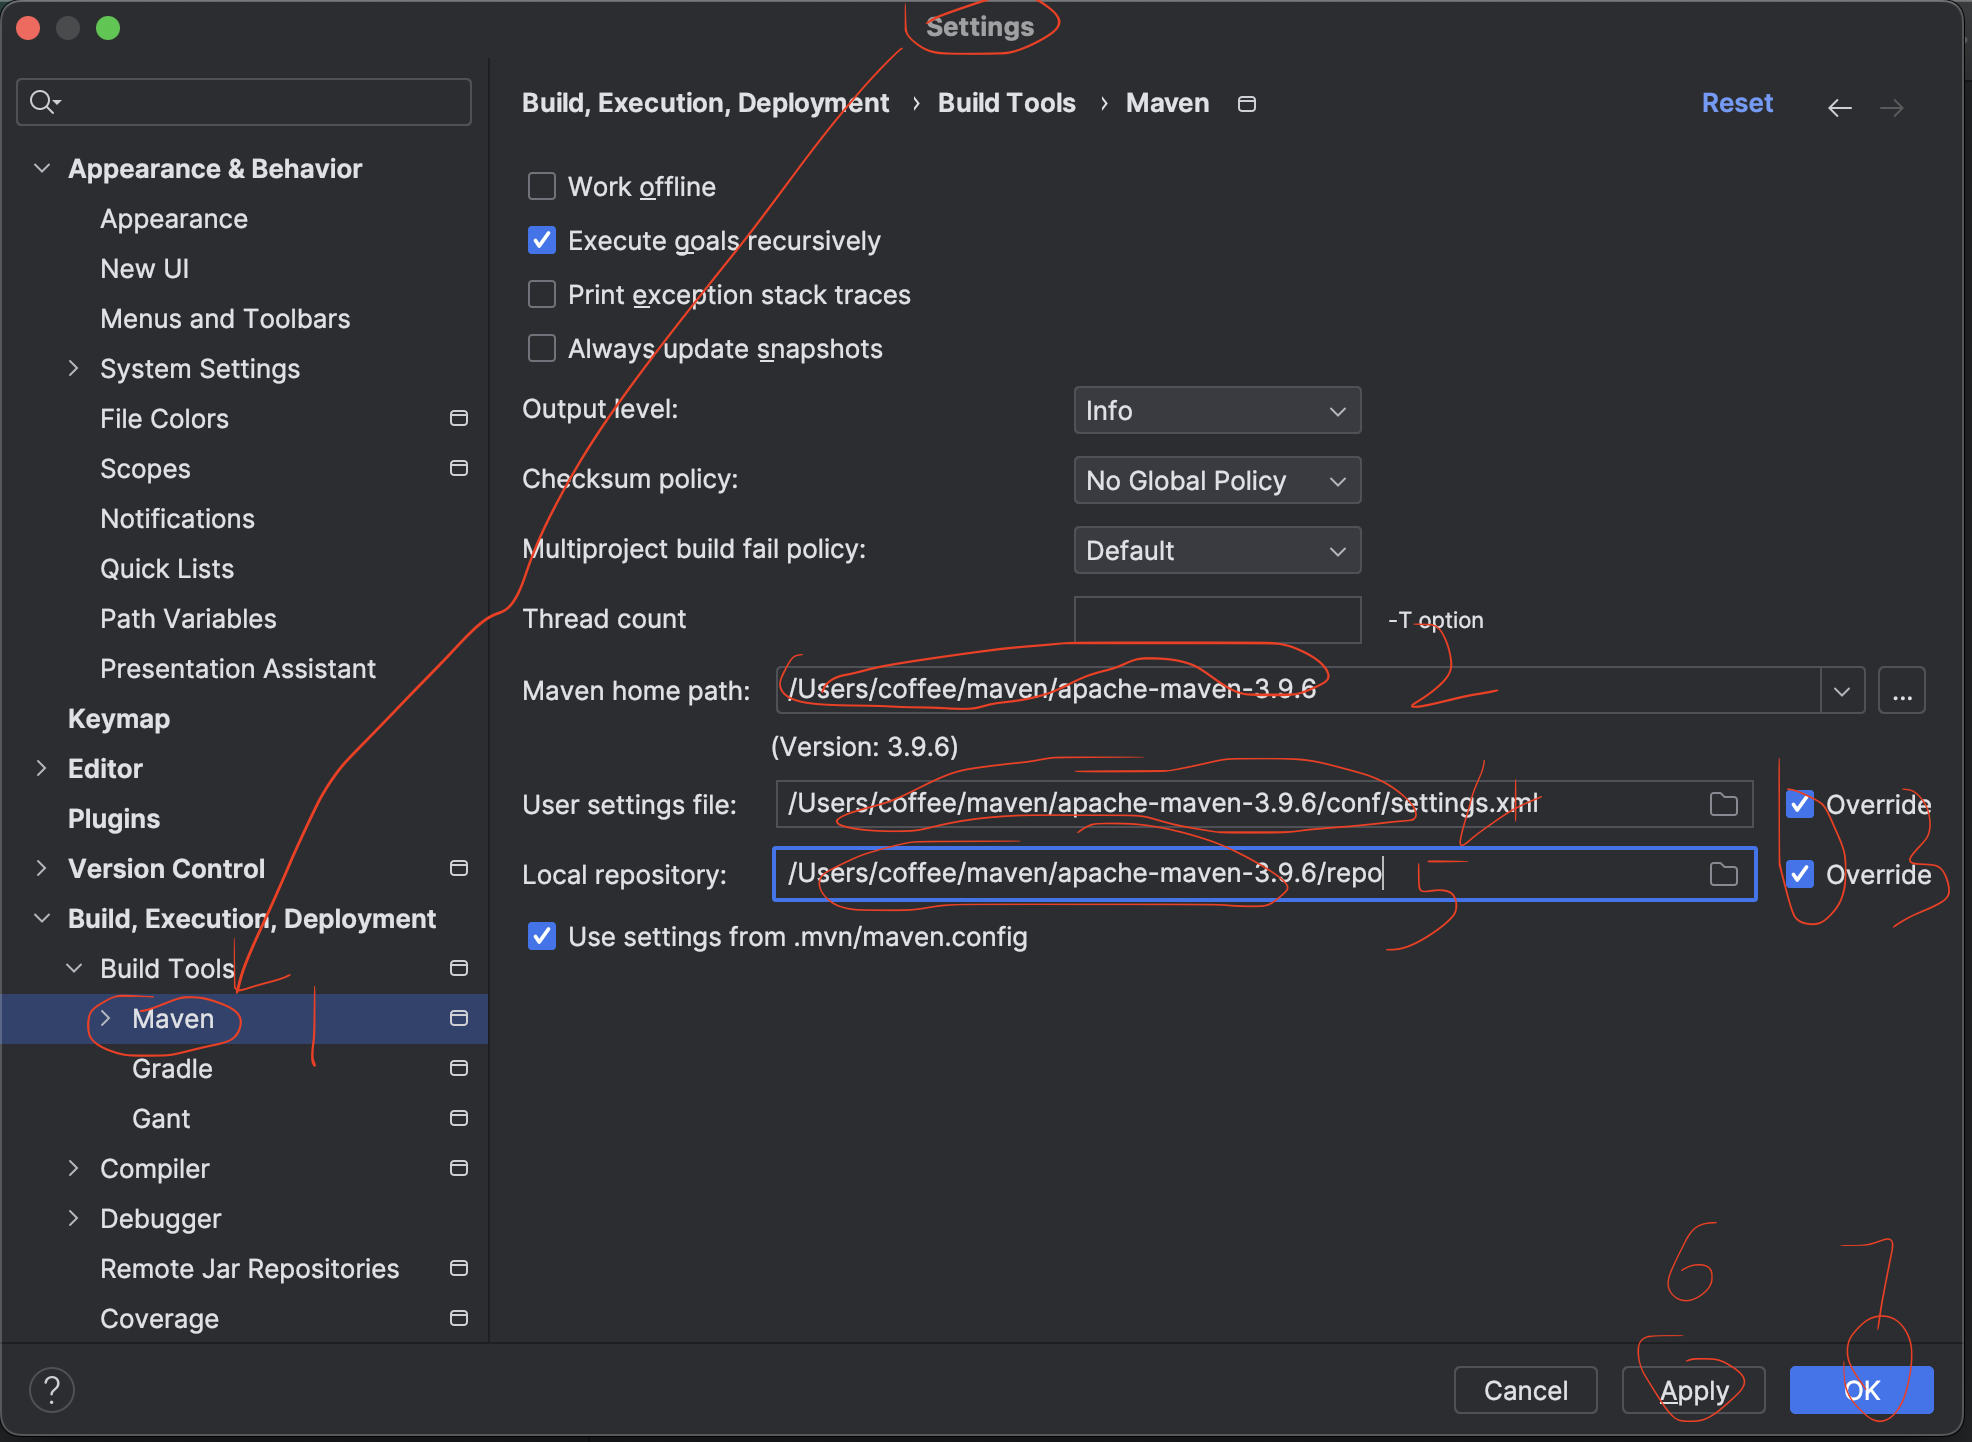 Settings
Build, Execution, Deployment › Build Tools › Maven
Reset
Appearance & Behavior
Appearance
New UI
Menus and Toolbars
System Settings
File Colors
Scopes
Notifications
Quick Lists
Path Variables
Presentation Assistant
Keymap
Editor
Plugins
Version Control
Build, Execution, Deployment
Build Tools
Maven
1
Gradle
Gant
Compiler
Debugger
Remote Jar Repositories
Coverage
Work offline
Execute goals recursively
Print exception stack traces
Always update snapshots
Output level: Info
Checksum policy: No Global Policy
Multiproject build fail policy: Default
Thread count -T option
Maven home path: /Users/coffee/maven/apache-maven-3.9.6 ... 2
(Version: 3.9.6)
User settings file: /Users/coffee/maven/apache-maven-3.9.6/conf/settings.xml Override 4
3
Local repository: /Users/coffee/maven/apache-maven-3.9.6/repo Override 5
Use settings from .mvn/maven.config
6 7
? Cancel Apply OK